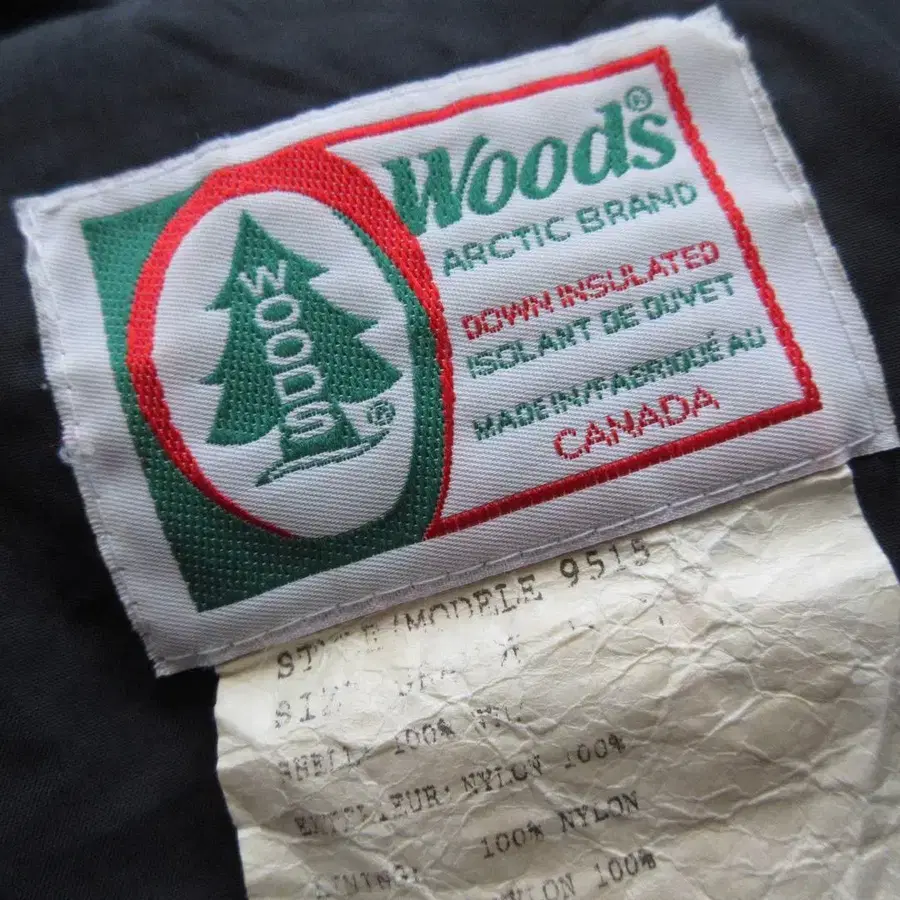 Woods®
ARCTIC BRAND
DOWN INSULATED
ISOLANT DE DUVET
MADE IN/FABRIQUÉ AU
CANADA
WOODS
®
STYLE/MODELE 9515
SHELL: 100%
NYLON 100%
100% NYLON
NYLON 100%